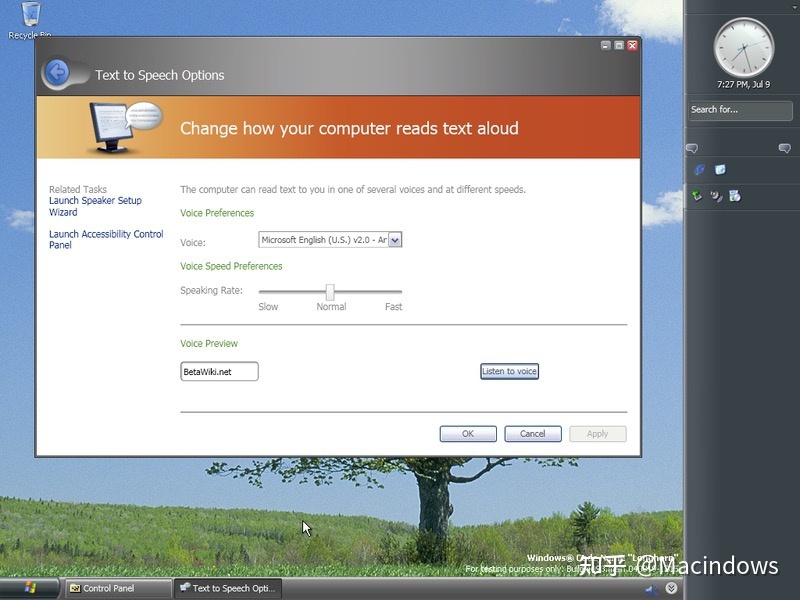 Recycle Bin
Text to Speech Options
Change how your computer reads text aloud
Related Tasks
Launch Speaker Setup
Wizard
Launch Accessibility Control
Panel
The computer can read text to you in one of several voices and at different speeds.
Voice Preferences
Voice:
Microsoft English (U.S.) v2.0 - Ar
Voice Speed Preferences
Speaking Rate:
Slow Normal Fast
Voice Preview
BetaWiki.net
Listen to voice
OK Cancel Apply
7:27 PM, Jul 9
Search for...
Windows® Code Name "Longhorn"
For testing purposes only.
知乎 @Macindows
Control Panel
Text to Speech Opti...